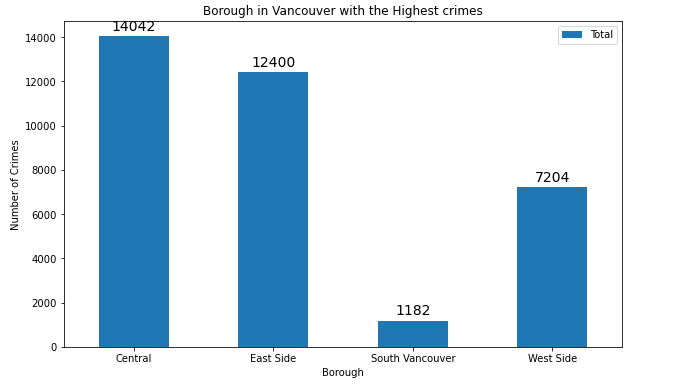 Borough in Vancouver with the Highest crimes
Total
14042
12400
1182
7204
14000
12000
10000
8000
6000
4000
2000
0
Number of Crimes
Central East Side South Vancouver West Side
Borough